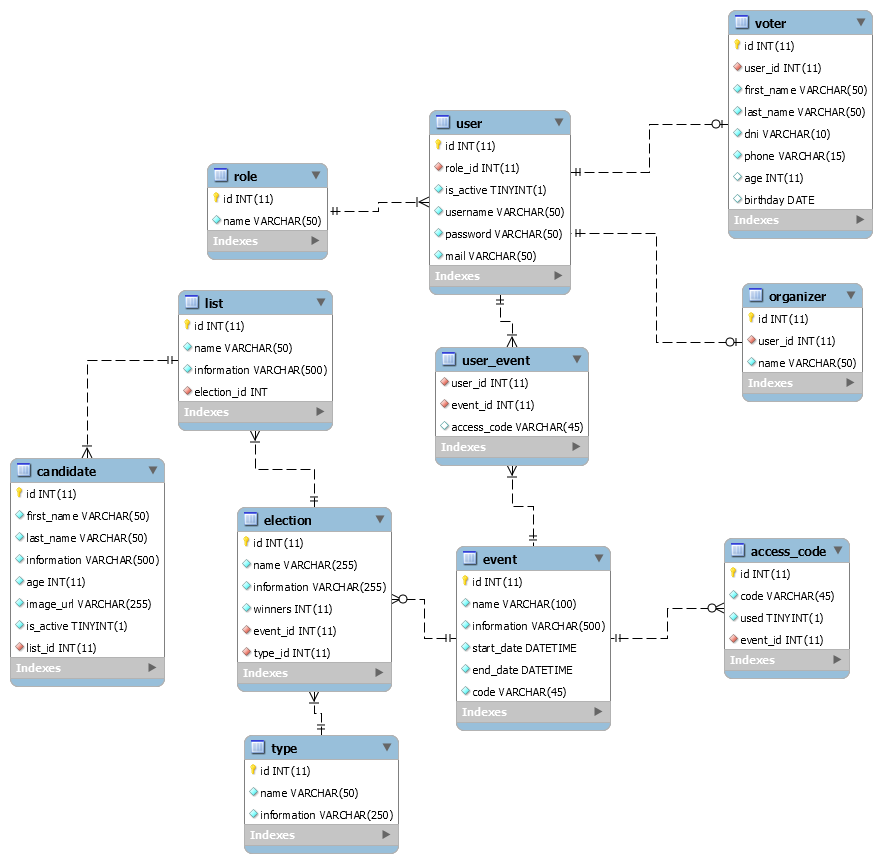 voter
id INT(11)
user_id INT(11)
first_name VARCHAR(50)
last_name VARCHAR(50)
dni VARCHAR(10)
phone VARCHAR(15)
age INT(11)
birthday DATE
Indexes
user
id INT(11)
role_id INT(11)
is_active TINYINT(1)
username VARCHAR(50)
password VARCHAR(50)
mail VARCHAR(50)
Indexes
role
id INT(11)
name VARCHAR(50)
Indexes
organizer
id INT(11)
user_id INT(11)
name VARCHAR(50)
Indexes
list
id INT(11)
name VARCHAR(50)
information VARCHAR(500)
election_id INT
Indexes
user_event
user_id INT(11)
event_id INT(11)
access_code VARCHAR(45)
Indexes
candidate
id INT(11)
first_name VARCHAR(50)
last_name VARCHAR(50)
information VARCHAR(500)
age INT(11)
image_url VARCHAR(255)
is_active TINYINT(1)
list_id INT(11)
Indexes
election
id INT(11)
name VARCHAR(255)
information VARCHAR(255)
winners INT(11)
event_id INT(11)
type_id INT(11)
Indexes
event
id INT(11)
name VARCHAR(100)
information VARCHAR(500)
start_date DATETIME
end_date DATETIME
code VARCHAR(45)
Indexes
access_code
id INT(11)
code VARCHAR(45)
used TINYINT(1)
event_id INT(11)
Indexes
type
id INT(11)
name VARCHAR(50)
information VARCHAR(250)
Indexes